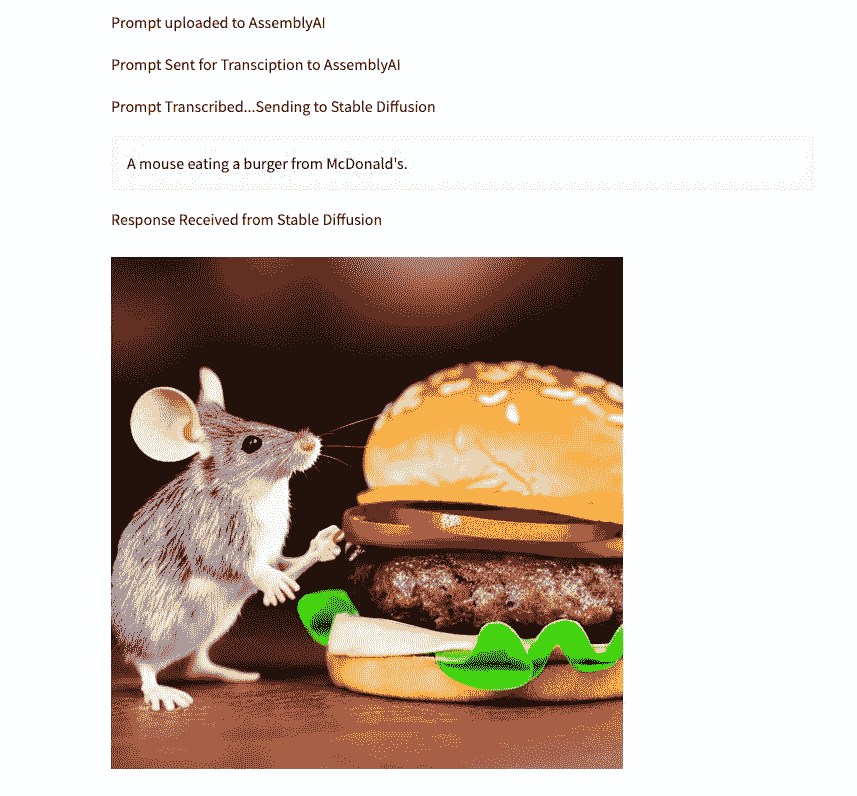 Prompt uploaded to AssemblyAI
Prompt Sent for Transciption to AssemblyAI
Prompt Transcribed...Sending to Stable Diffusion
A mouse eating a burger from McDonald's.
Response Received from Stable Diffusion